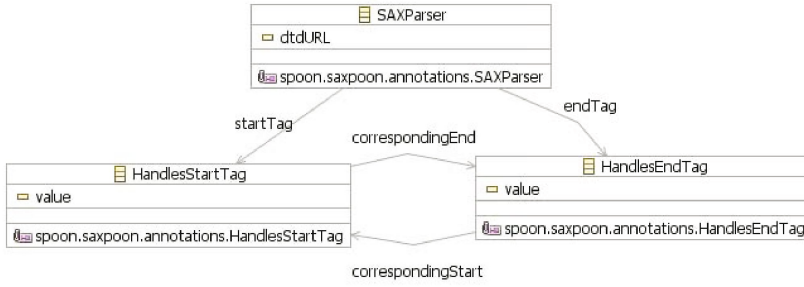 SAXParser
dtdURL
spoon.saxpoon.annotations.SAXParser
startTag
endTag
correspondingEnd
HandlesStartTag
value
spoon.saxpoon.annotations.HandlesStartTag
HandlesEndTag
value
spoon.saxpoon.annotations.HandlesEndTag
correspondingStart